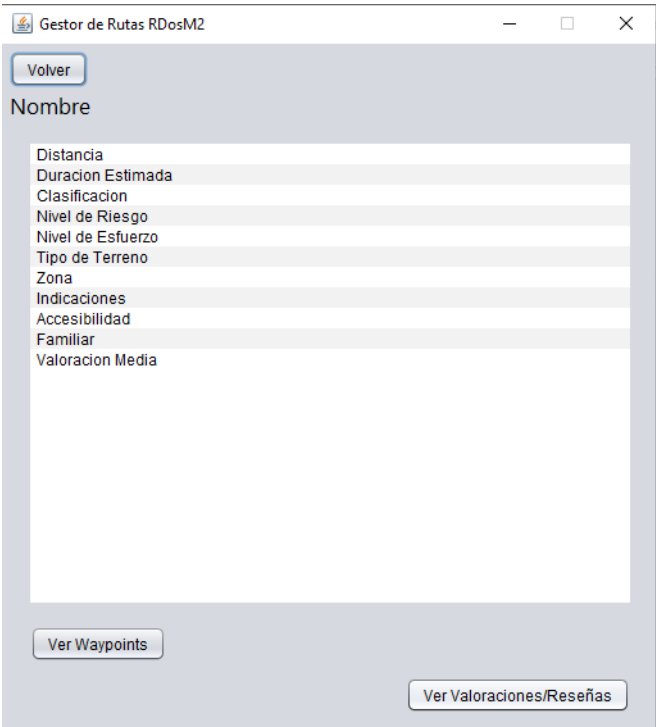 Gestor de Rutas RDosM2
Volver
Nombre
Distancia
Duracion Estimada
Clasificacion
Nivel de Riesgo
Nivel de Esfuerzo
Tipo de Terreno
Zona
Indicaciones
Accesibilidad
Familiar
Valoracion Media
Ver Waypoints
Ver Valoraciones/Reseñas